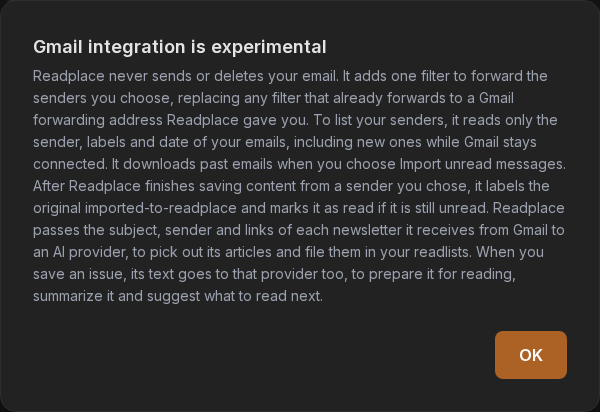 Gmail integration is experimental
Readplace never sends or deletes your email. It adds one filter to forward the
senders you choose, replacing any filter that already forwards to a Gmail
forwarding address Readplace gave you. To list your senders, it reads only the
sender, labels and date of your emails, including new ones while Gmail stays
connected. It downloads past emails when you choose Import unread messages.
After Readplace finishes saving content from a sender you chose, it labels the
original imported-to-readplace and marks it as read if it is still unread. Readplace
passes the subject, sender and links of each newsletter it receives from Gmail to
an AI provider, to pick out its articles and file them in your readlists. When you
save an issue, its text goes to that provider too, to prepare it for reading,
summarize it and suggest what to read next.
OK